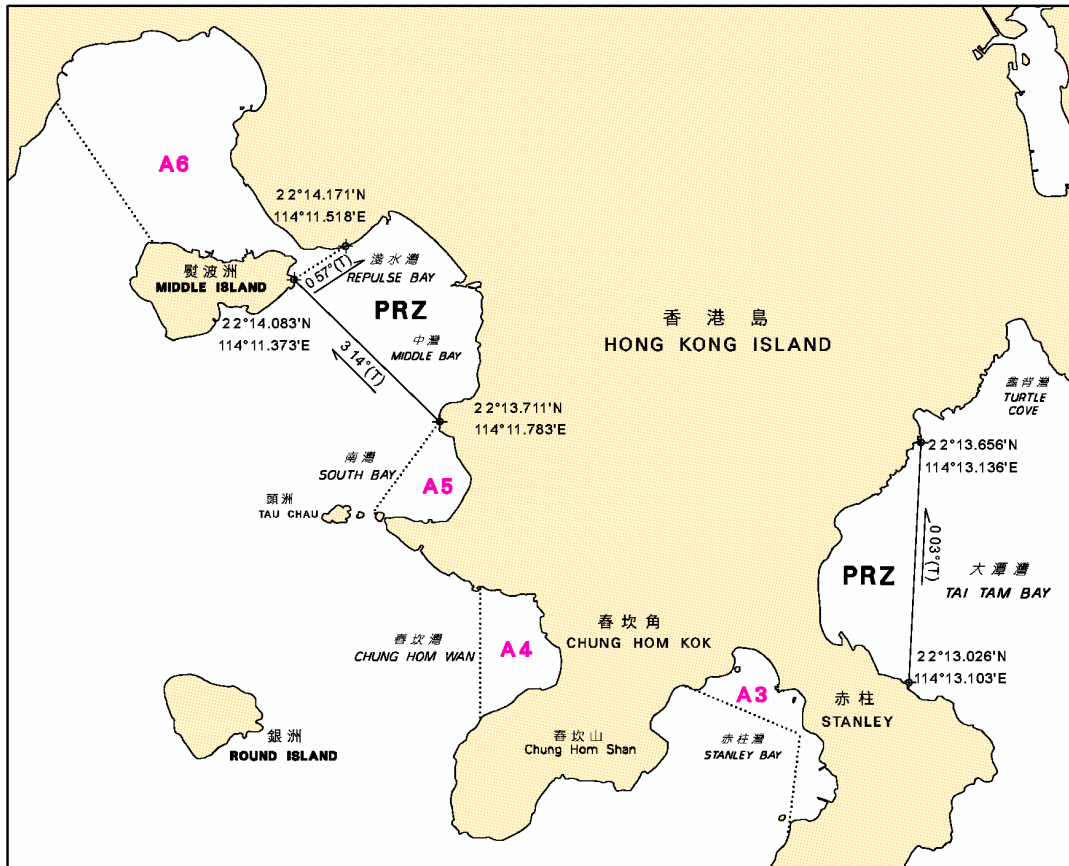 A6
22°14.171'N
114°11.518'E
淺水灣
REPULSE BAY
057°(T)
熨波洲
MIDDLE ISLAND
PRZ
22°14.083'N
114°11.373'E
中灣
MIDDLE BAY
314°(T)
香港島
HONG KONG ISLAND
龜背灣
TURTLE
COVE
22°13.711'N
114°11.783'E
22°13.656'N
114°13.136'E
南灣
SOUTH BAY
A5
頭洲
TAU CHAU
003°(T)
PRZ
大潭灣
TAI TAM BAY
舂坎灣
CHUNG HOM WAN
A4
舂坎角
CHUNG HOM KOK
22°13.026'N
114°13.103'E
A3
赤柱
STANLEY
銀洲
ROUND ISLAND
舂坎山
Chung Hom Shan
赤柱灣
STANLEY BAY